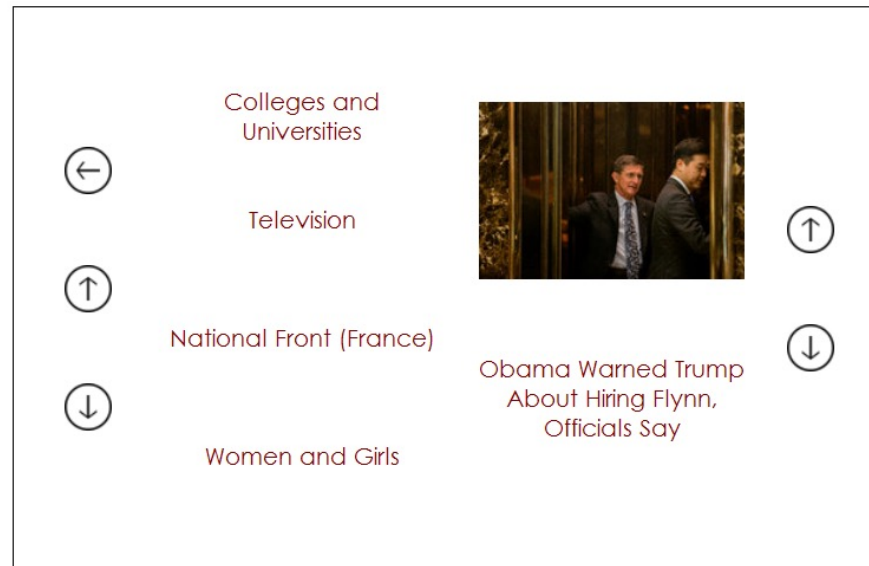 Colleges and
Universities
Television
National Front (France)
Women and Girls
Obama Warned Trump
About Hiring Flynn,
Officials Say